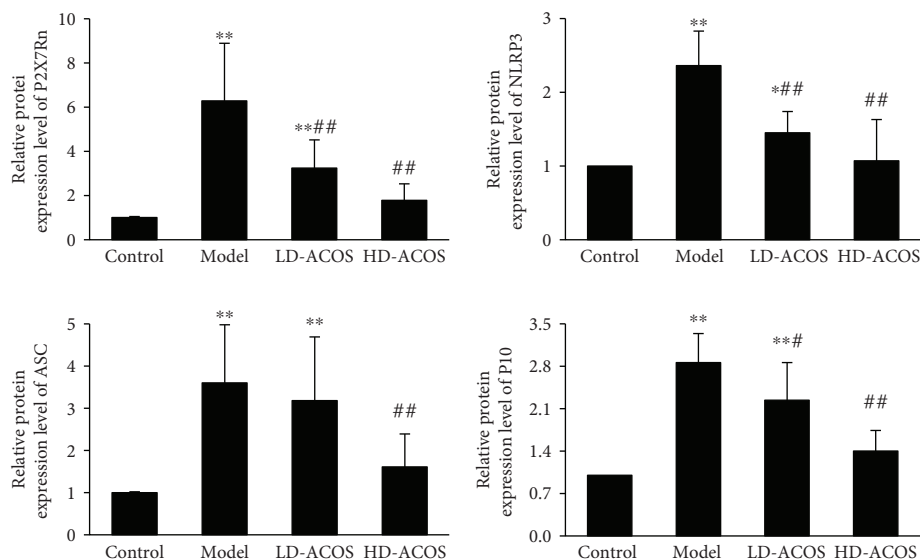 Relative protei
expression level of P2X7Rn
10
8
6
4
2
0
**
**##
##
Control Model LD-ACOS HD-ACOS
Relative protein
expression level of NLRP3
3
2
1
0
**
*##
##
Control Model LD-ACOS HD-ACOS
Relative protein
expression level of ASC
5
4
3
2
1
0
**
**
##
Control Model LD-ACOS HD-ACOS
Relative protein
expression level of P10
3.5
2.8
2.1
1.4
0.7
0.0
**
**#
##
Control Model LD-ACOS HD-ACOS